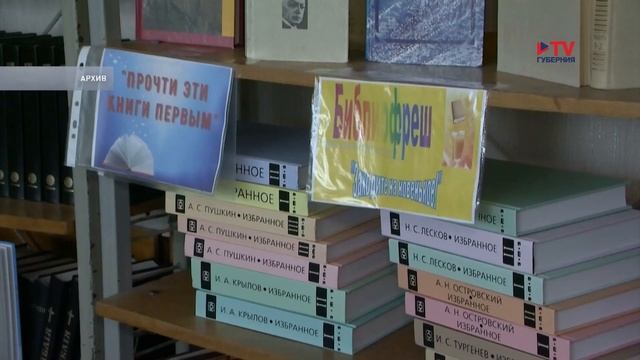 АРХИВ
TV
ГУБЕРНИЯ
"ПРОЧТИ ЭТИ
КНИГИ ПЕРВЫМ"
Библиофреш
ИЗБРАННОЕ
ИЗБРАННОЕ
А. С. ПУШКИН • ИЗБРАННОЕ
А. С. ПУШКИН • ИЗБРАННОЕ
А. С. ПУШКИН • ИЗБРАННОЕ
И. А. КРЫЛОВ • ИЗБРАННОЕ
И. А. КРЫЛОВ • ИЗБРАННОЕ
Н. С. ЛЕСКОВ • ИЗБРАННОЕ
Н. С. ЛЕСКОВ • ИЗБРАННОЕ
А. Н. ОСТРОВСКИЙ
ИЗБРАННОЕ
А. Н. ОСТРОВСКИЙ
ИЗБРАННОЕ
И. С. ТУРГЕНЕВ